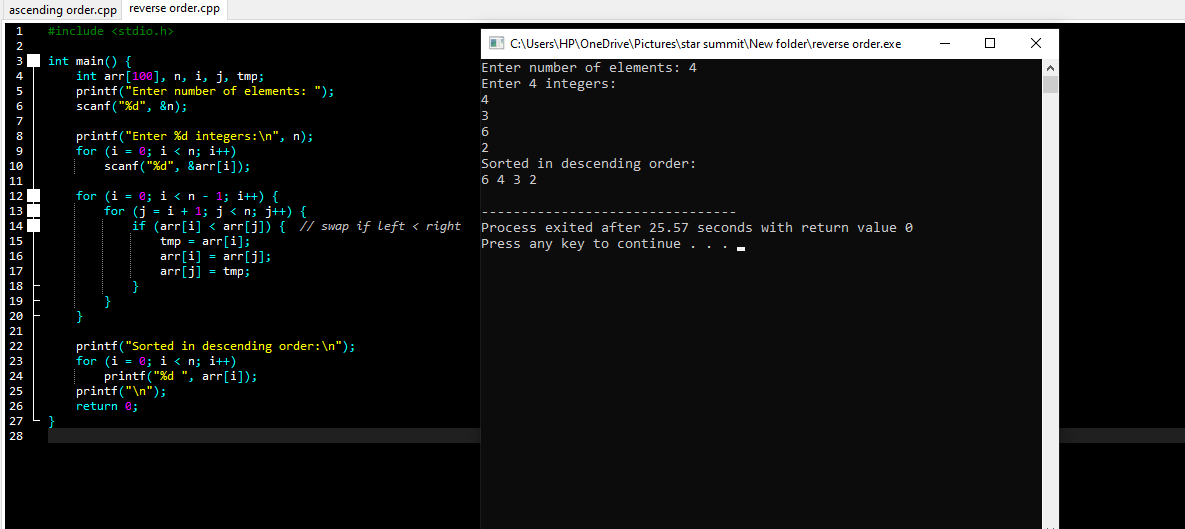 ascending order.cpp reverse order.cpp
1 #include <stdio.h>
2
3 int main() {
4 int arr[100], n, i, j, tmp;
5 printf("Enter number of elements: ");
6 scanf("%d", &n);
7
8 printf("Enter %d integers:\n", n);
9 for (i = 0; i < n; i++)
10 scanf("%d", &arr[i]);
11
12 for (i = 0; i < n - 1; i++) {
13 for (j = i + 1; j < n; j++) {
14 if (arr[i] < arr[j]) { // swap if left < right
15 tmp = arr[i];
16 arr[i] = arr[j];
17 arr[j] = tmp;
18 }
19 }
20 }
21
22 printf("Sorted in descending order:\n");
23 for (i = 0; i < n; i++)
24 printf("%d ", arr[i]);
25 printf("\n");
26 return 0;
27 }
28
C:\Users\HP\OneDrive\Pictures\star summit\New folder\reverse order.exe
Enter number of elements: 4
Enter 4 integers:
4
3
6
2
Sorted in descending order:
6 4 3 2
--------------------------------
Process exited after 25.57 seconds with return value 0
Press any key to continue . . .